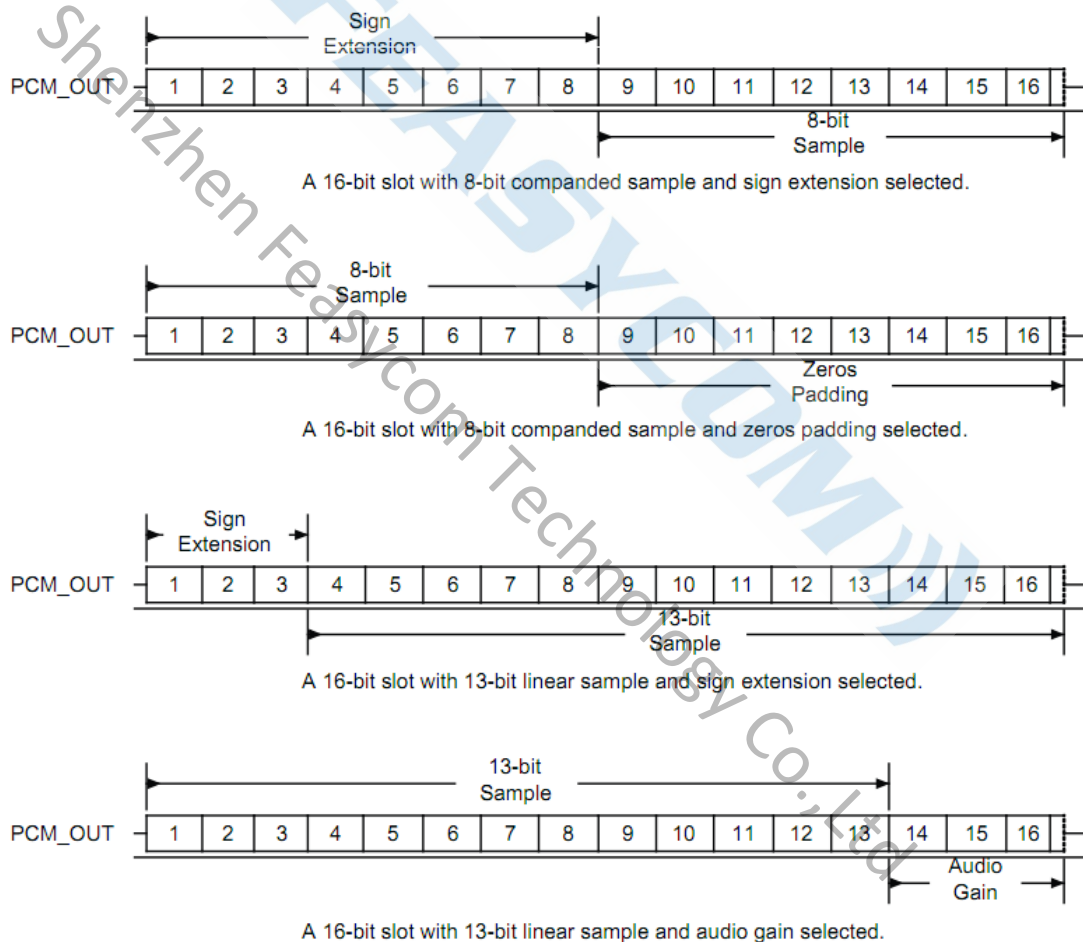 Sign
Extension
PCM_OUT 1 2 3 4 5 6 7 8 9 10 11 12 13 14 15 16
8-bit
Sample
A 16-bit slot with 8-bit companded sample and sign extension selected.
8-bit
Sample
PCM_OUT 1 2 3 4 5 6 7 8 9 10 11 12 13 14 15 16
Zeros
Padding
A 16-bit slot with 8-bit companded sample and zeros padding selected.
Sign
Extension
PCM_OUT 1 2 3 4 5 6 7 8 9 10 11 12 13 14 15 16
13-bit
Sample
A 16-bit slot with 13-bit linear sample and sign extension selected.
13-bit
Sample
PCM_OUT 1 2 3 4 5 6 7 8 9 10 11 12 13 14 15 16
Audio
Gain
A 16-bit slot with 13-bit linear sample and audio gain selected.
Shenzhen Feasycom Technology Co.,Ltd
FEASYCOM